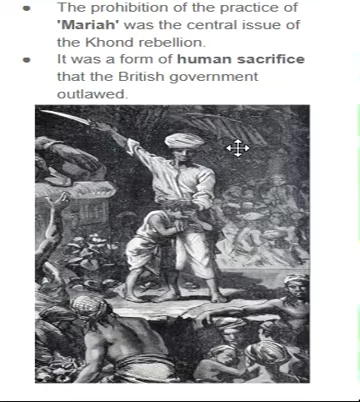 The prohibition of the practice of
'Mariah' was the central issue of
the Khond rebellion.
It was a form of human sacrifice
that the British government
outlawed.